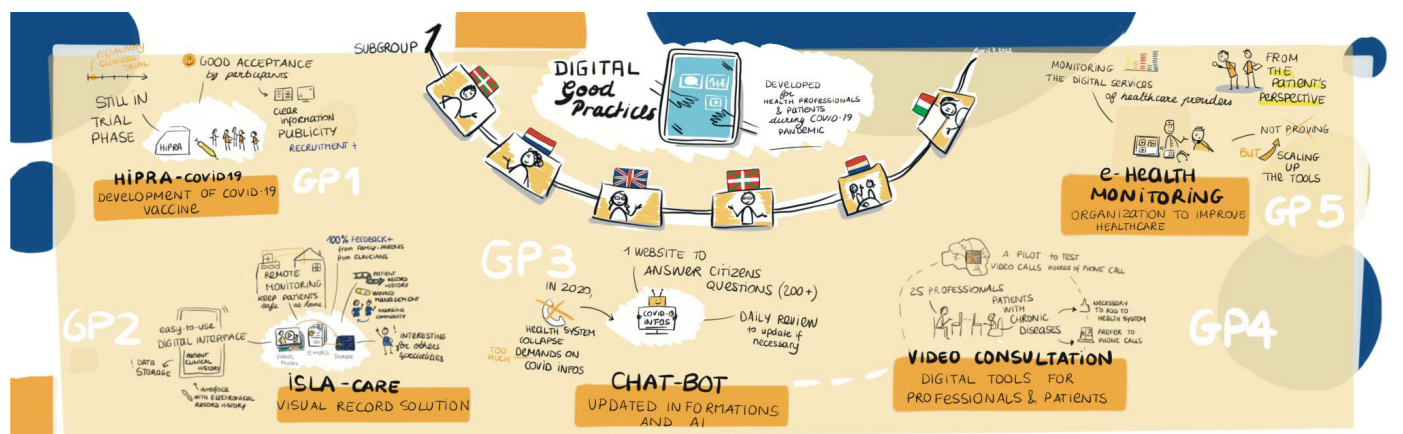 SUBGROUP 1
DIGITAL
Good
Practices
DEVELOPED
for
HEALTH PROFESSIONALS
& PATIENTS
during COVID-19
PANDEMIC
Preliminary
CLINICAL
TRIAL
STILL IN
TRIAL
PHASE
GOOD ACCEPTANCE
by participants
clear
information
PUBLICITY
RECRUITMENT +
HIPRA
HiPRA-COVID19
DEVELOPMENT OF COVID-19
VACCINE
GP1
GP2
100% FEEDBACK+
from FAMILY-PARENTS
from CLINICIANS
REMOTE
MONITORING
KEEP PATIENTS
safe at home
PATIENT
RECORD
HISTORY
WOUND
MANAGEMENT
NURSING
COMMUNITY
easy-to-use
DIGITAL INTERFACE
PATIENT
CLINICAL
HISTORY
DATA
STORAGE
interface
WITH ELECTRONICAL
RECORD HISTORY
VISUAL
Photos
E-MAILS
INTERESTING
for others
specialities
iSLA-CARE
VISUAL RECORD SOLUTION
GP3
IN 2020,
HEALTH SYSTEM
COLLAPSE
TOO
MUCH
DEMANDS ON
COVID INFOS
1 WEBSITE TO
ANSWER CITIZENS
QUESTIONS (200+)
COVID-19
INFOS
DAILY REVIEW
to update if
necessary
CHAT-BOT
UPDATED INFORMATIONS
AND AI
A PILOT to TEST
VIDEO CALLS instead of PHONE CALL
25 PROFESSIONALS
PATIENTS
WITH
CHRONIC
DISEASES
NECESSARY
TO ADD TO
HEALTH SYSTEM
PREFER TO
PHONE CALLS
GP4
VIDEO CONSULTATION
DIGITAL TOOLS FOR
PROFESSIONALS & PATIENTS
MONITORING
THE DIGITAL SERVICES
of healthcare providers
FROM
THE
PATIENT'S
PERSPECTIVE
NOT PROVING
BUT
SCALING
UP
THE TOOLS
e-HEALTH
MONITORING
ORGANIZATION TO IMPROVE
HEALTHCARE
GP5